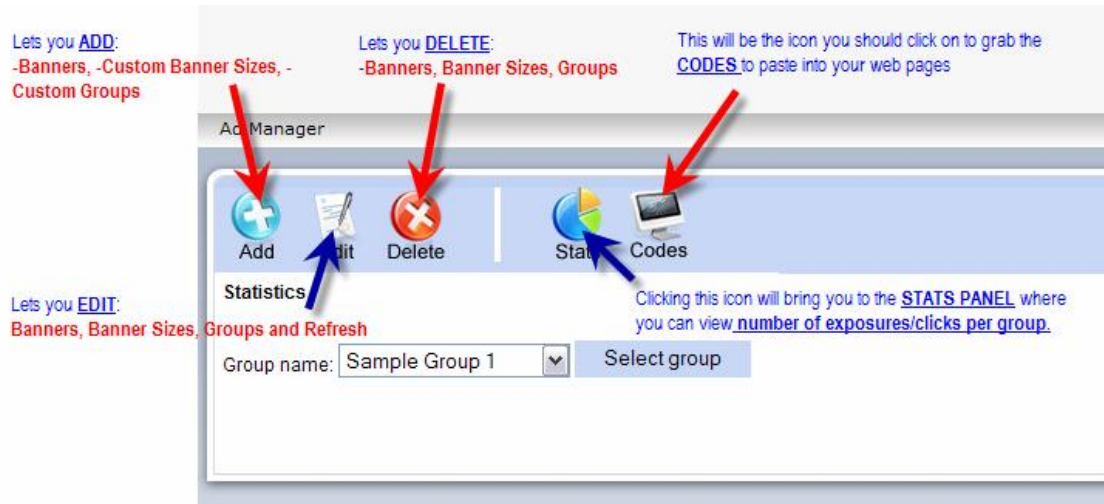 Lets you ADD:
-Banners, -Custom Banner Sizes, -
Custom Groups
Lets you DELETE:
-Banners, Banner Sizes, Groups
This will be the icon you should click on to grab the
CODES to paste into your web pages
Ad Manager
Add
Edit
Delete
Stats
Codes
Statistics
Lets you EDIT:
Banners, Banner Sizes, Groups and Refresh
Clicking this icon will bring you to the STATS PANEL where
you can view number of exposures/clicks per group.
Group name:
Sample Group 1
Select group